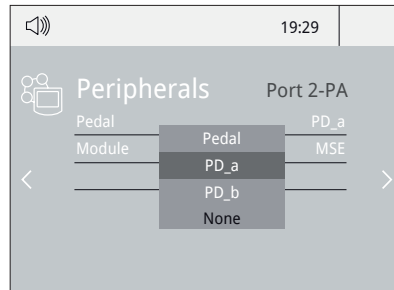 19:29
Peripherals Port 2-PA
Pedal PD_a
Module MSE
Pedal
PD_a
PD_b
None